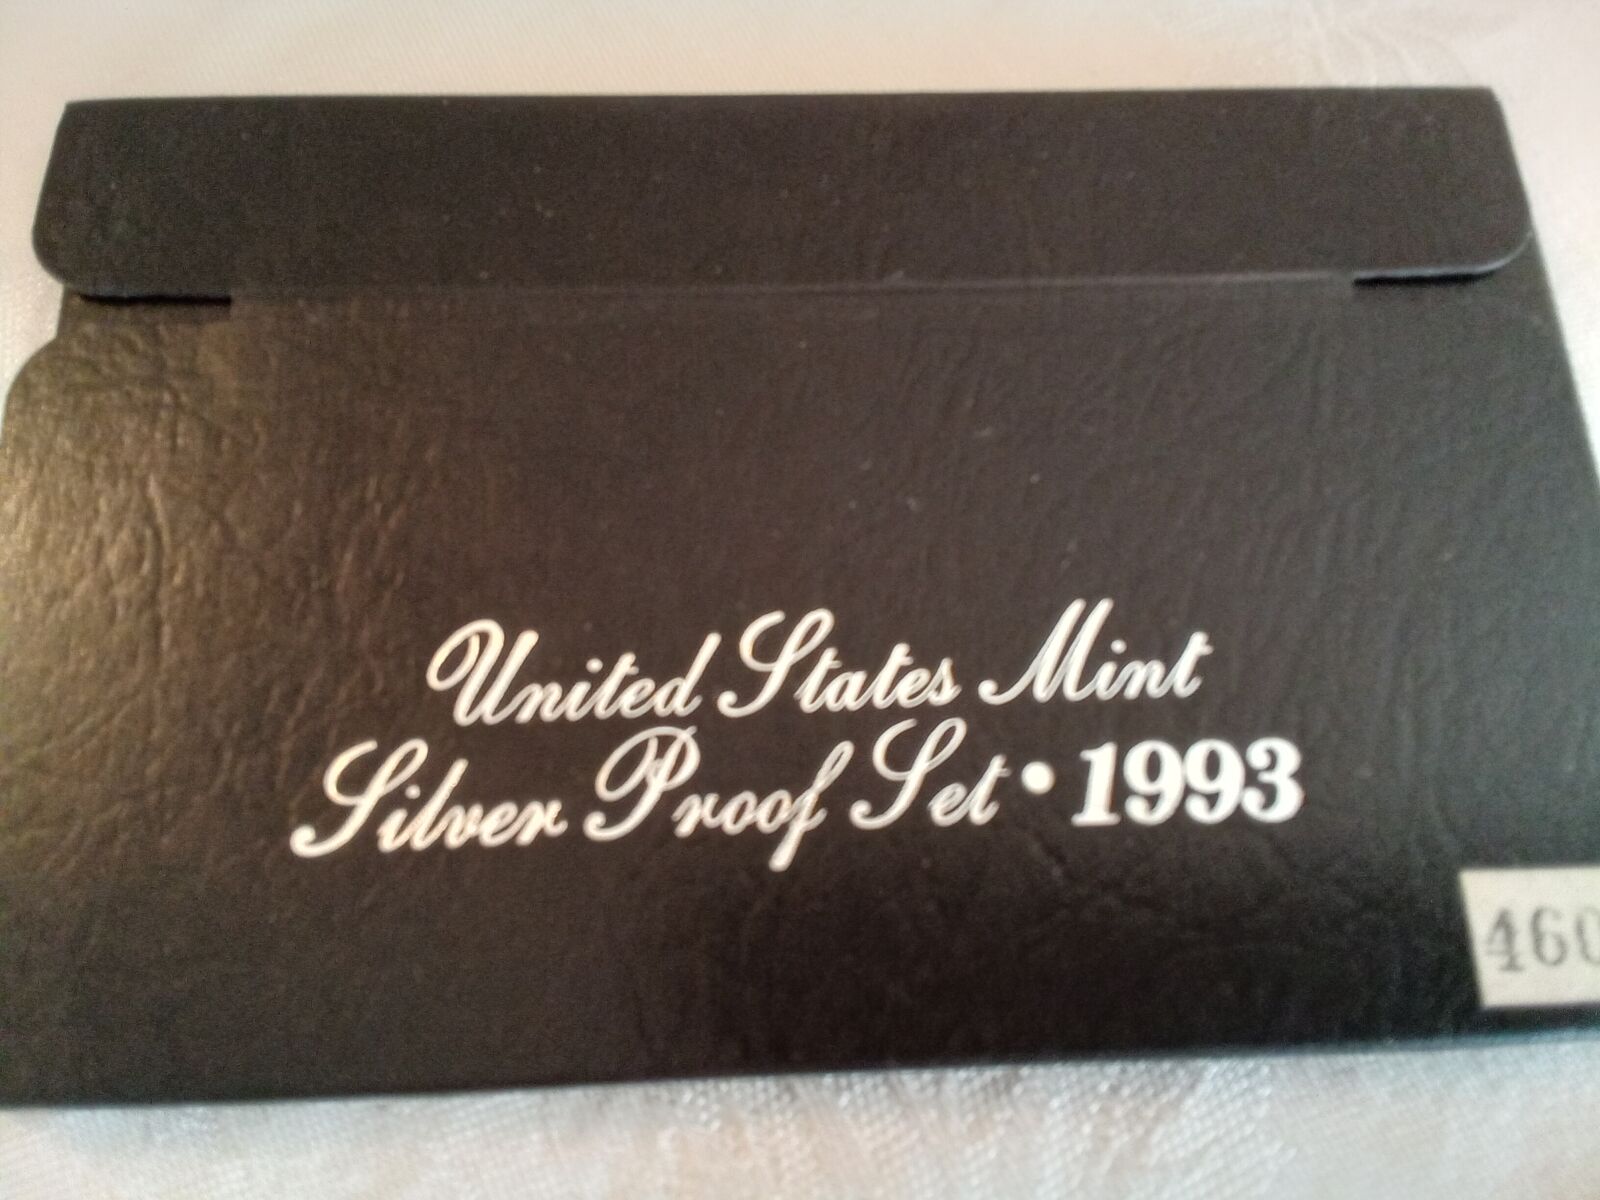 United States Mint
Silver Proof Set • 1993
460